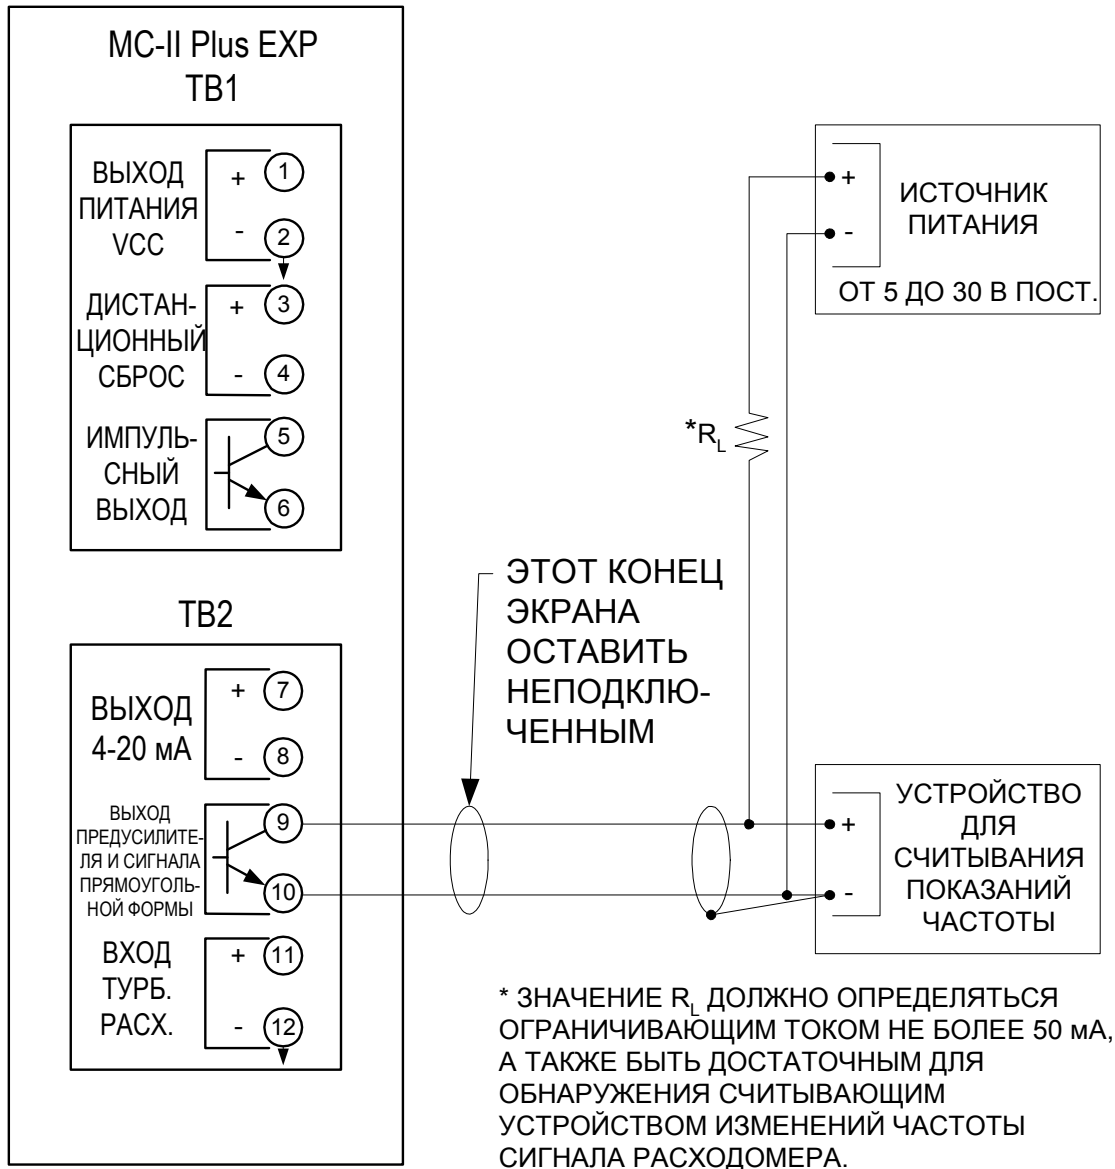 MC-II Plus EXP
TB1
ВЫХОД
ПИТАНИЯ
VCC
+ 1
- 2
ДИСТАН-
ЦИОННЫЙ
СБРОС
+ 3
- 4
ИМПУЛЬ-
СНЫЙ
ВЫХОД
5
6
TB2
ВЫХОД
4-20 мА
+ 7
- 8
ВЫХОД
ПРЕДУСИЛИТЕ-
ЛЯ И СИГНАЛА
ПРЯМОУГОЛЬ-
НОЙ ФОРМЫ
9
10
ВХОД
ТУРБ.
РАСХ.
+ 11
- 12
ЭТОТ КОНЕЦ
ЭКРАНА
ОСТАВИТЬ
НЕПОДКЛЮ-
ЧЕННЫМ
*RL
+
-
ИСТОЧНИК
ПИТАНИЯ
ОТ 5 ДО 30 В ПОСТ.
+
-
УСТРОЙСТВО
ДЛЯ
СЧИТЫВАНИЯ
ПОКАЗАНИЙ
ЧАСТОТЫ
* ЗНАЧЕНИЕ RL ДОЛЖНО ОПРЕДЕЛЯТЬСЯ
ОГРАНИЧИВАЮЩИМ ТОКОМ НЕ БОЛЕЕ 50 мА,
А ТАКЖЕ БЫТЬ ДОСТАТОЧНЫМ ДЛЯ
ОБНАРУЖЕНИЯ СЧИТЫВАЮЩИМ
УСТРОЙСТВОМ ИЗМЕНЕНИЙ ЧАСТОТЫ
СИГНАЛА РАСХОДОМЕРА.